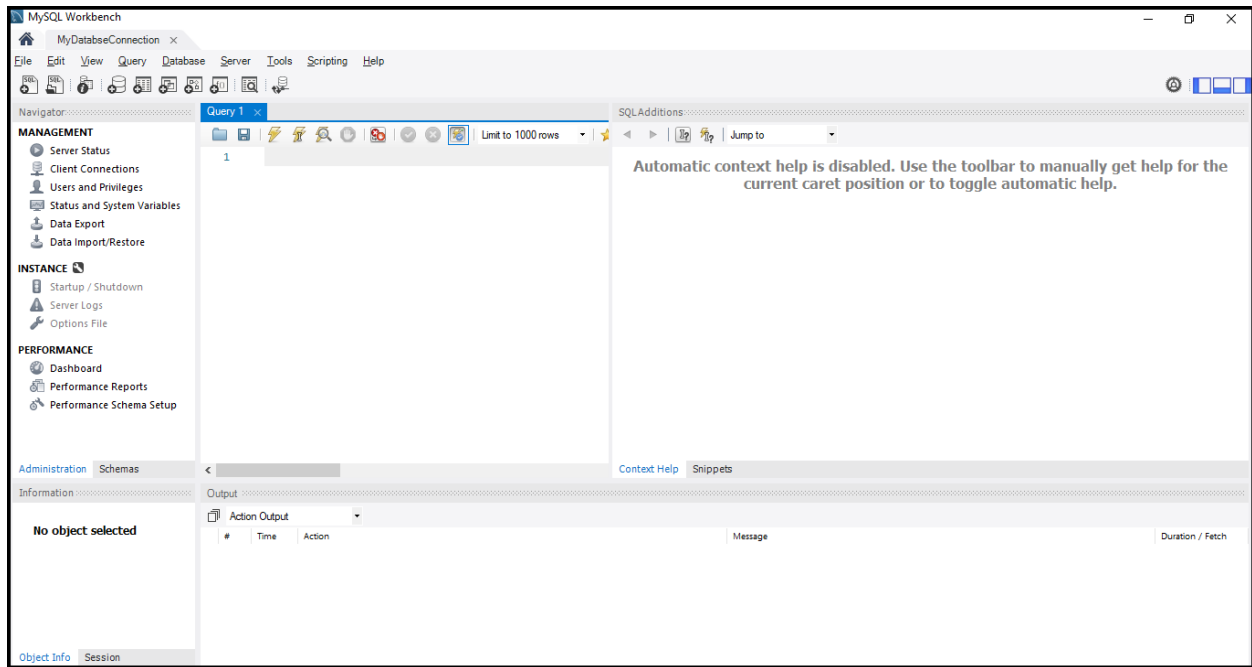 MySQL Workbench
MyDatabseConnection
File Edit View Query Database Server Tools Scripting Help
Navigator
MANAGEMENT
Server Status
Client Connections
Users and Privileges
Status and System Variables
Data Export
Data Import/Restore
INSTANCE
Startup / Shutdown
Server Logs
Options File
PERFORMANCE
Dashboard
Performance Reports
Performance Schema Setup
Administration Schemas
Query 1
Limit to 1000 rows
1
SQLAdditions
Jump to
Automatic context help is disabled. Use the toolbar to manually get help for the
current caret position or to toggle automatic help.
Context Help Snippets
Information
No object selected
Object Info Session
Output
Action Output
# Time Action Message Duration / Fetch